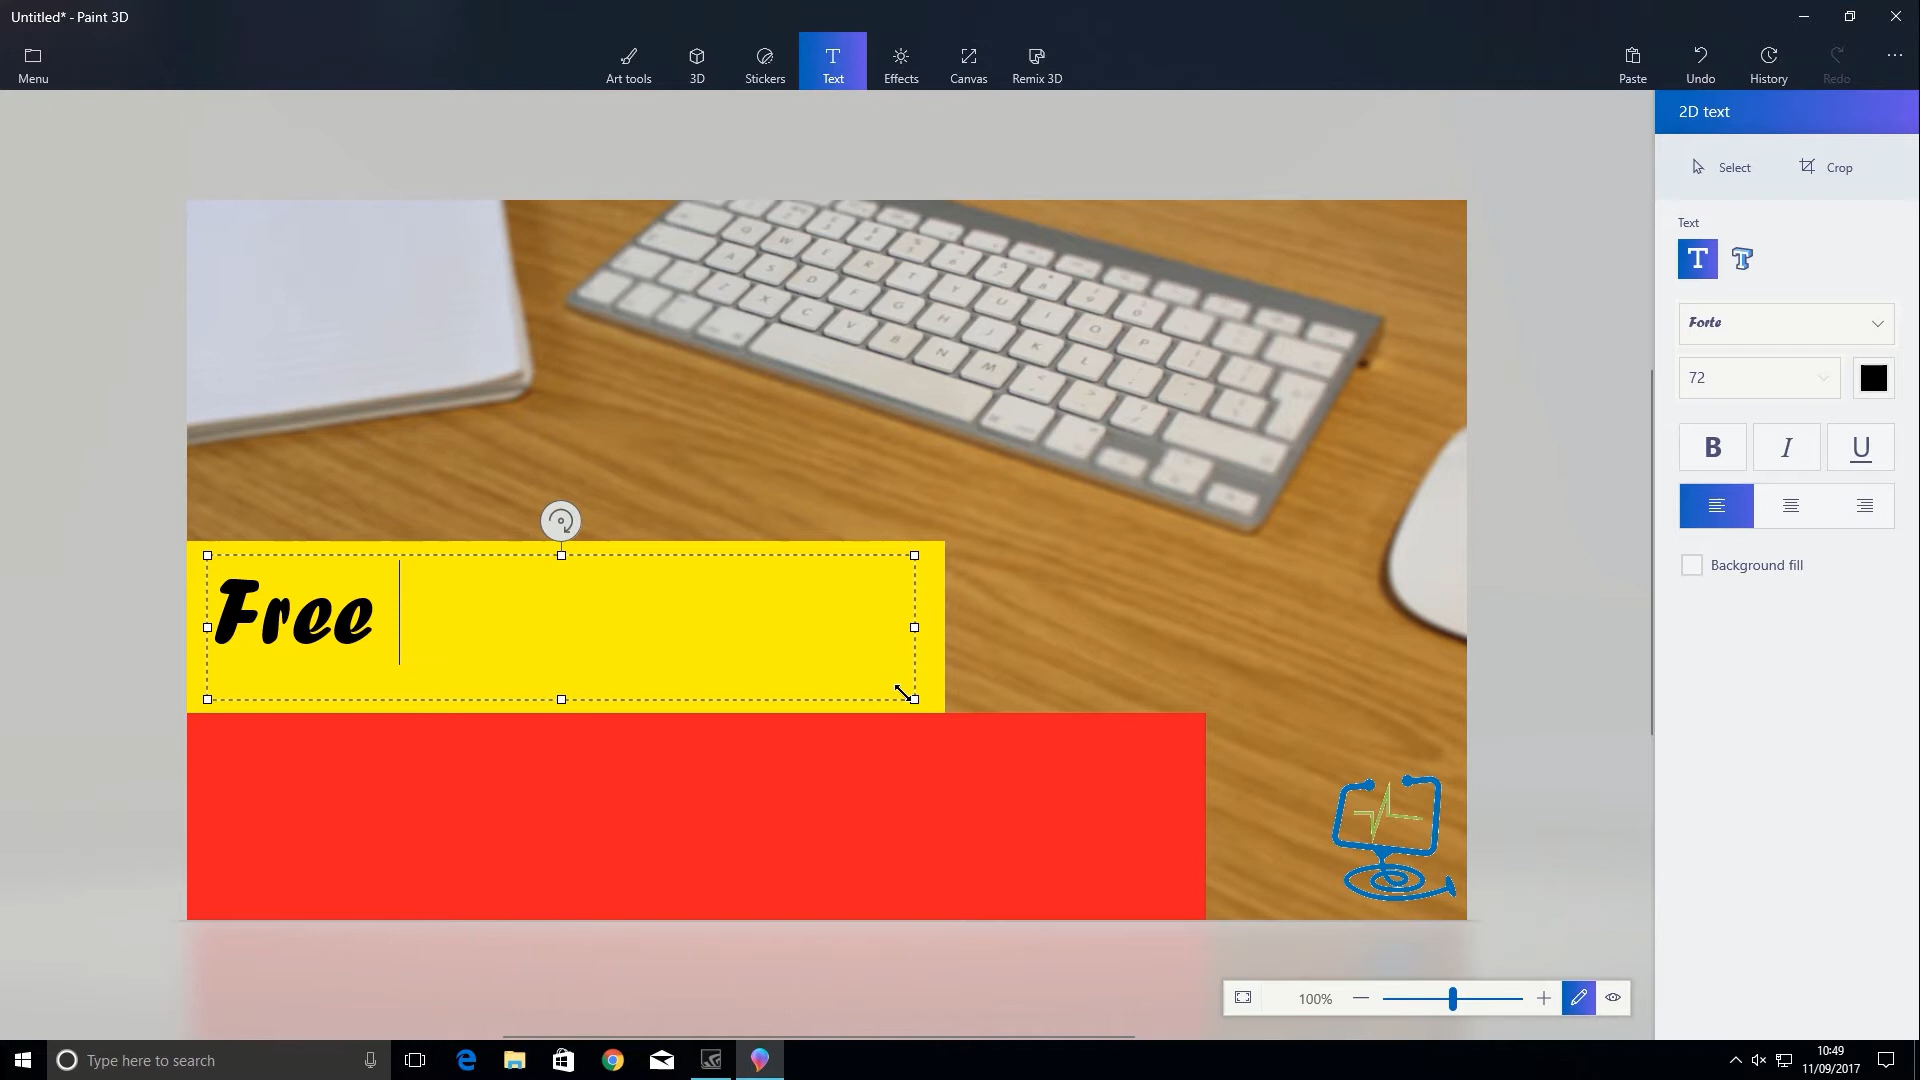 Untitled* - Paint 3D
Menu
Art tools
3D
Stickers
Text
Effects
Canvas
Remix 3D
Paste
Undo
History
Redo
2D text
Select
Crop
Text
Forte
72
B I U
Background fill
Q W E R T Y U I O P
A S D F G H J K L
Z X C V B N M
Free
100%
Type here to search
10:49
11/09/2017